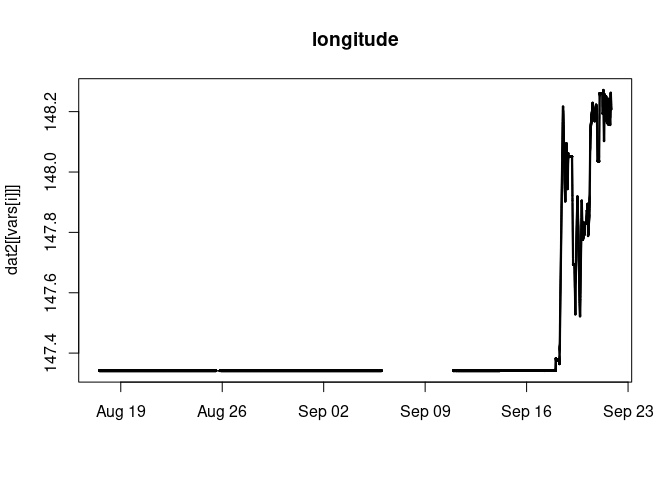 longitude
dat2[[vars[i]]]
148.2
148.0
147.8
147.6
147.4
Aug 19
Aug 26
Sep 02
Sep 09
Sep 16
Sep 23